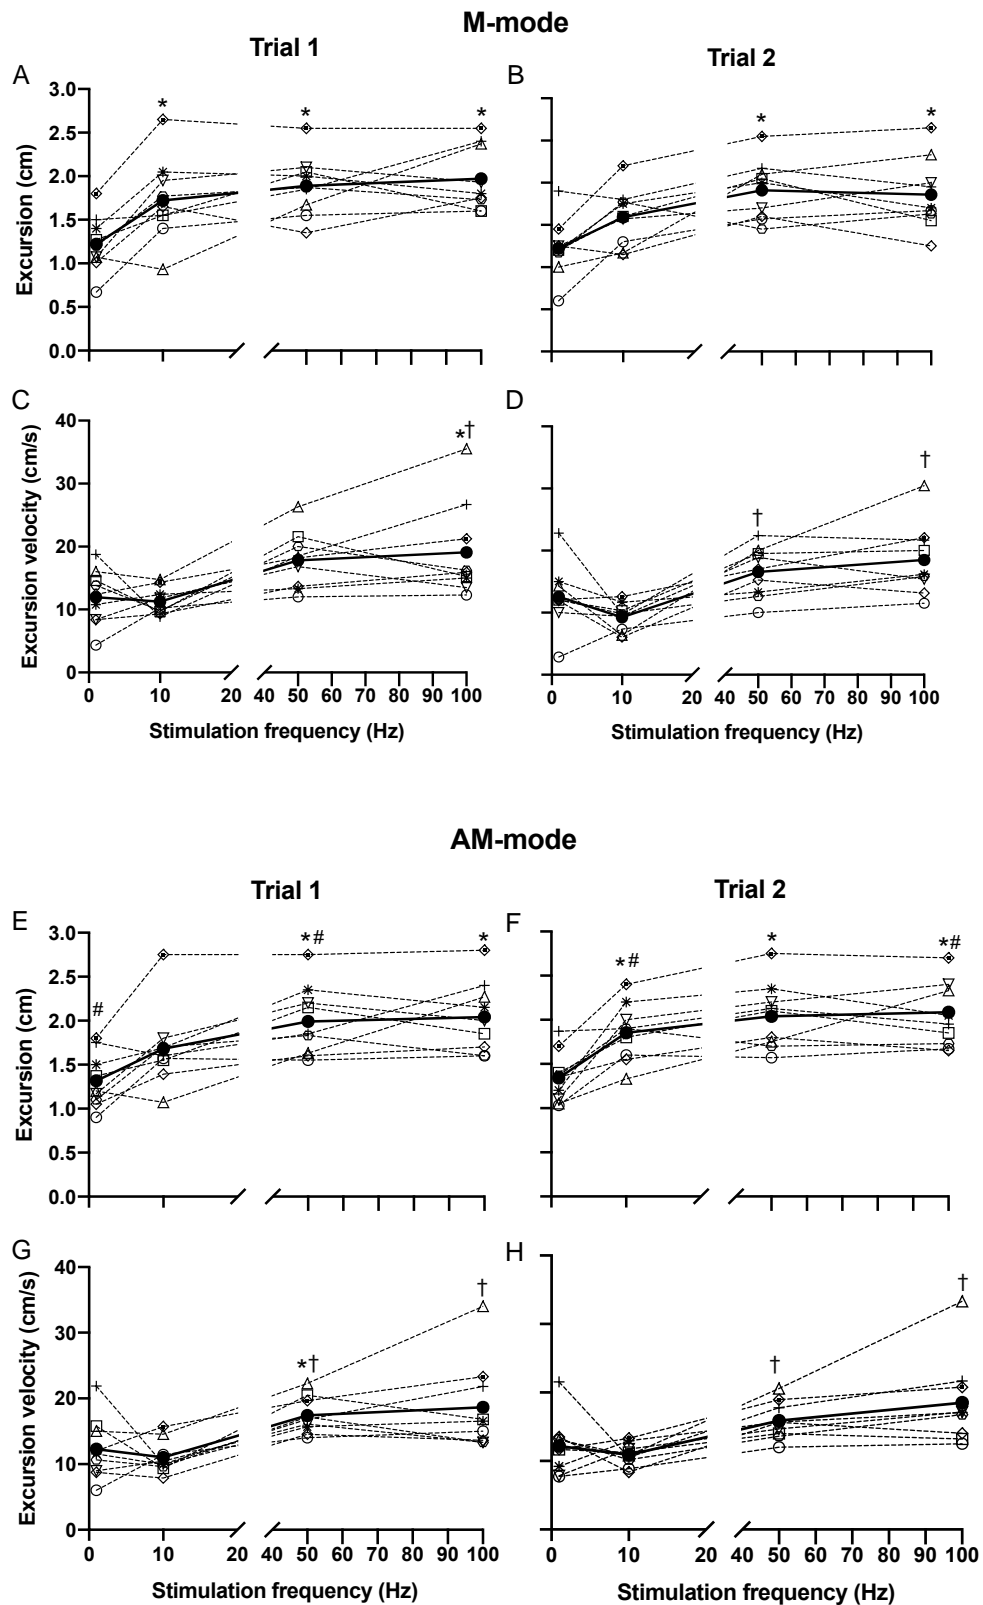 M-mode
Trial 1
Trial 2
A
B
3.0
2.5
2.0
1.5
1.0
0.5
0.0
Excursion (cm)
*
*
*
*
*
C
D
40
30
20
10
0
Excursion velocity (cm/s)
*†
†
†
0 10 20 40 50 60 70 80 90 100
0 10 20 40 50 60 70 80 90 100
Stimulation frequency (Hz)
Stimulation frequency (Hz)
AM-mode
Trial 1
Trial 2
E
F
3.0
2.5
2.0
1.5
1.0
0.5
0.0
Excursion (cm)
#
*#
*
*#
*
*#
G
H
40
30
20
10
0
Excursion velocity (cm/s)
*†
†
†
†
0 10 20 40 50 60 70 80 90 100
0 10 20 40 50 60 70 80 90 100
Stimulation frequency (Hz)
Stimulation frequency (Hz)